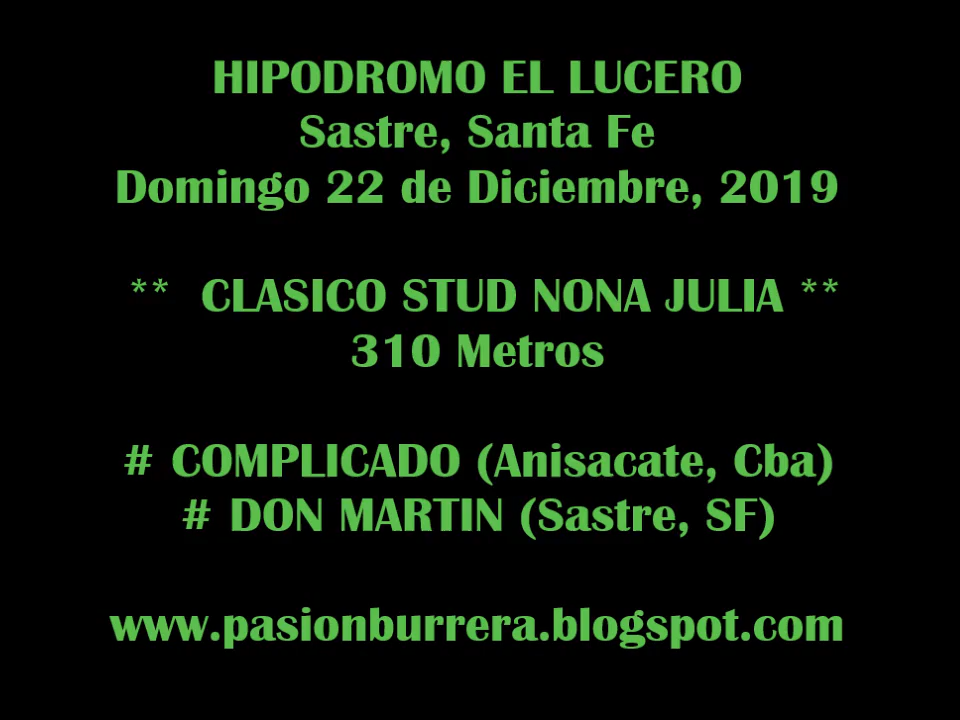 HIPODROMO EL LUCERO
Sastre, Santa Fe
Domingo 22 de Diciembre, 2019
** CLASICO STUD NONA JULIA **
310 Metros
# COMPLICADO (Anisacate, Cba)
# DON MARTIN (Sastre, SF)
www.pasionburrera.blogspot.com